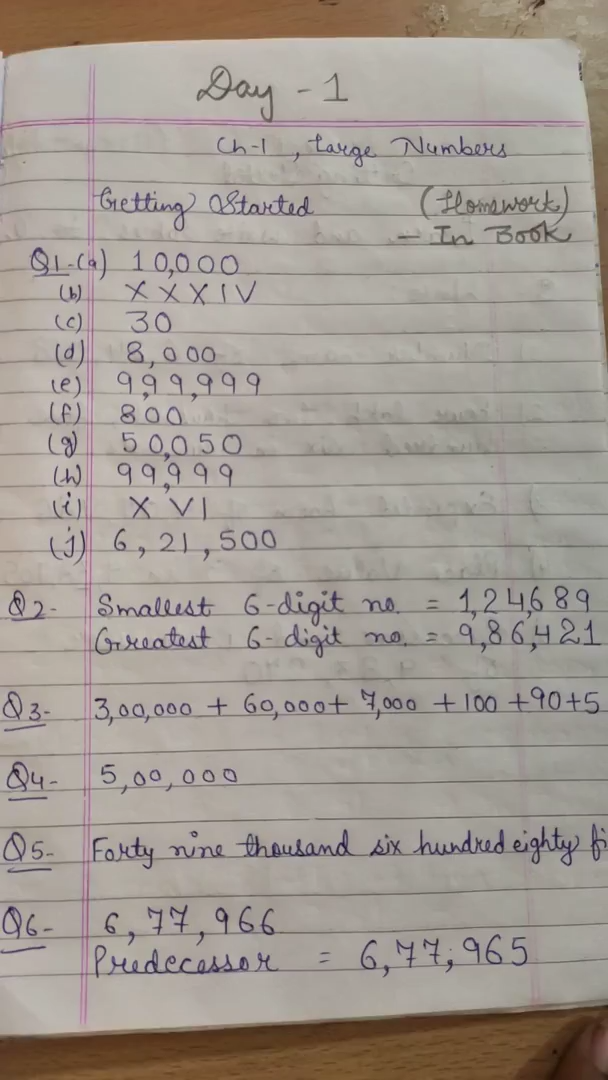 Day - 1
Ch-1, Large Numbers
Getting Started (Homework)
- In Book
Q1-(a) 10,000
(b) XXXIV
(c) 30
(d) 8,000
(e) 9,99,999
(f) 800
(g) 50,050
(h) 99,999
(i) XVI
(j) 6,21,500
Q2- Smallest 6-digit no. = 1,24,689
Greatest 6-digit no. = 9,86,421
Q3- 3,00,000 + 60,000 + 7,000 + 100 + 90 + 5
Q4- 5,00,000
Q5- Forty nine thousand six hundred eighty fi
Q6- 6,77,966
Predecessor = 6,77,965